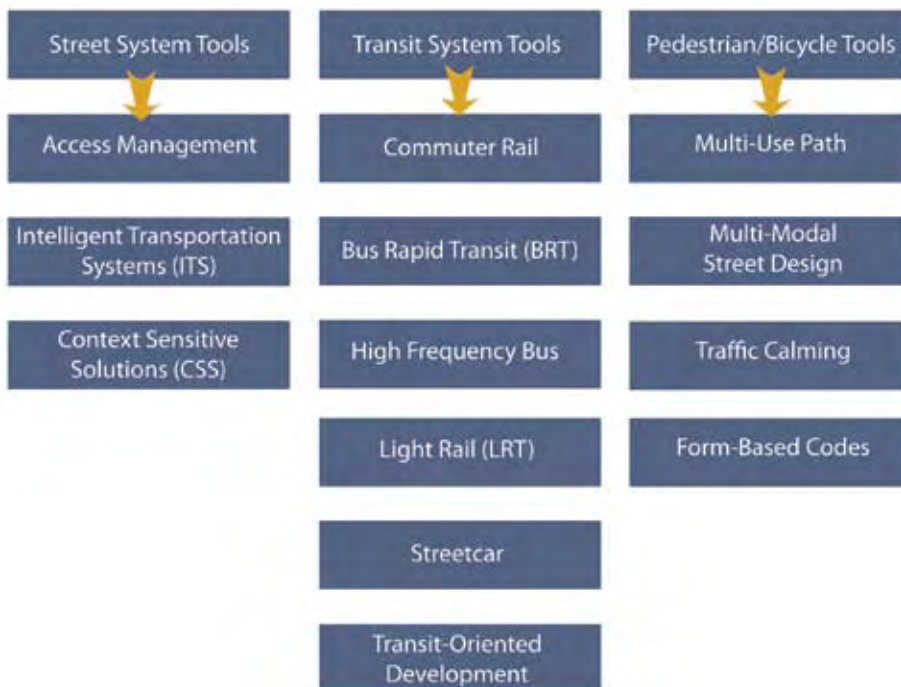 Street System Tools
Access Management
Intelligent Transportation
Systems (ITS)
Context Sensitive
Solutions (CSS)
Transit System Tools
Commuter Rail
Bus Rapid Transit (BRT)
High Frequency Bus
Light Rail (LRT)
Streetcar
Transit-Oriented
Development
Pedestrian/Bicycle Tools
Multi-Use Path
Multi-Modal
Street Design
Traffic Calming
Form-Based Codes